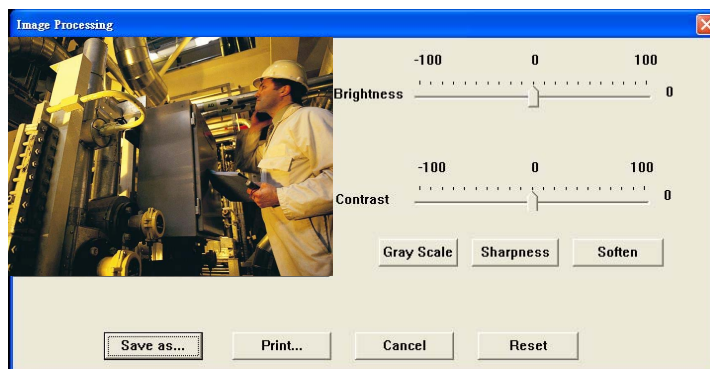 Image Processing
-100 0 100
Brightness 0
-100 0 100
Contrast 0
Gray Scale Sharpness Soften
Save as... Print... Cancel Reset